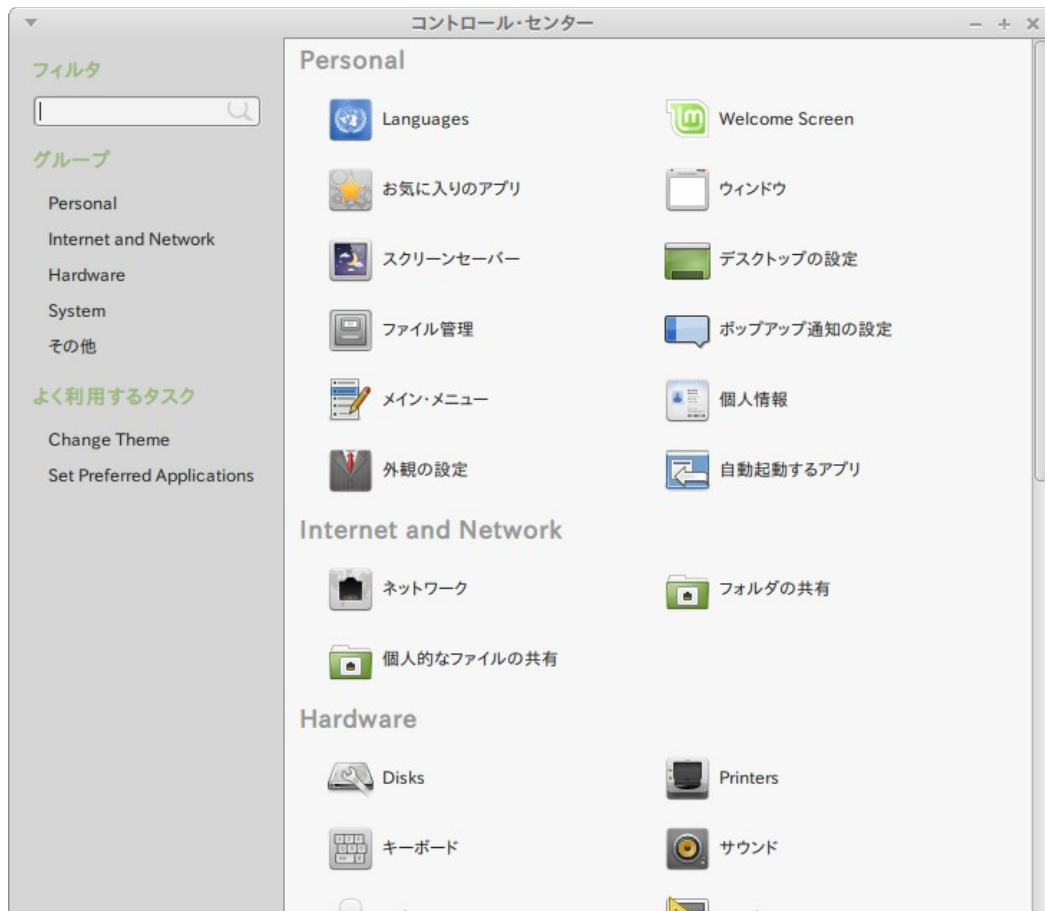 コントロール・センター
フィルタ
グループ
Personal
Internet and Network
Hardware
System
その他
よく利用するタスク
Change Theme
Set Preferred Applications
Personal
Languages
Welcome Screen
お気に入りのアプリ
ウィンドウ
スクリーンセーバー
デスクトップの設定
ファイル管理
ポップアップ通知の設定
メイン・メニュー
個人情報
外観の設定
自動起動するアプリ
Internet and Network
ネットワーク
フォルダの共有
個人的なファイルの共有
Hardware
Disks
Printers
キーボード
サウンド